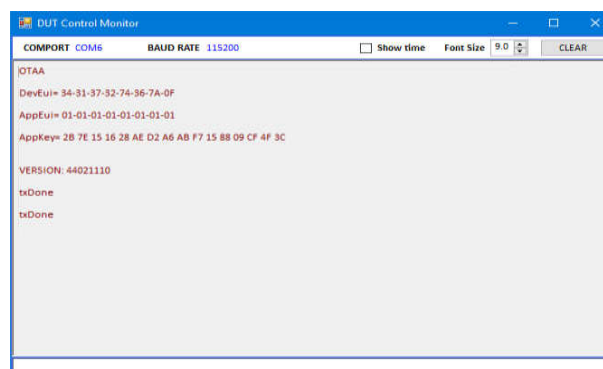 DUT Control Monitor
COMPORT COM6 BAUD RATE 115200 Show time Font Size 9.0 CLEAR
OTAA
DevEui= 34-31-37-32-74-36-7A-0F
AppEui= 01-01-01-01-01-01-01-01
AppKey= 2B 7E 15 16 28 AE D2 A6 AB F7 15 88 09 CF 4F 3C
VERSION: 44021110
txDone
txDone